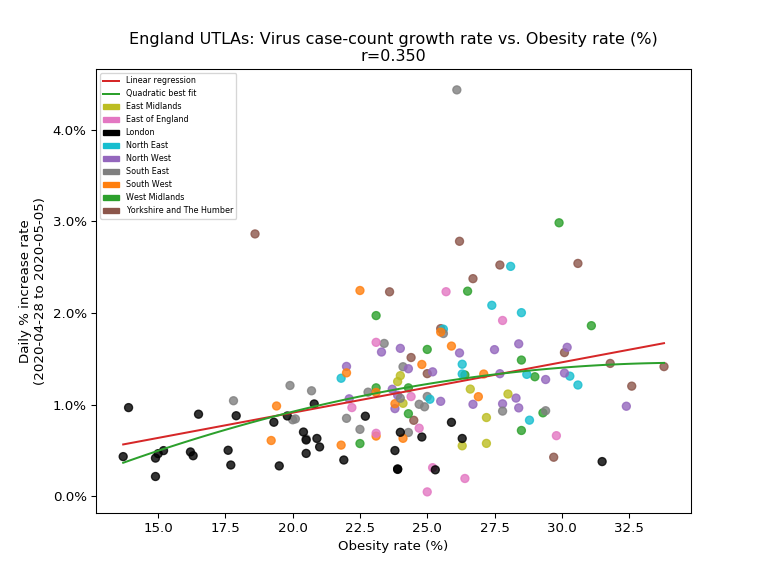 England UTLAs: Virus case-count growth rate vs. Obesity rate (%)
r=0.350
Linear regression
Quadratic best fit
East Midlands
East of England
London
North East
North West
South East
South West
West Midlands
Yorkshire and The Humber
4.0%
3.0%
2.0%
1.0%
0.0%
Daily % increase rate
(2020-04-28 to 2020-05-05)
15.0 17.5 20.0 22.5 25.0 27.5 30.0 32.5
Obesity rate (%)